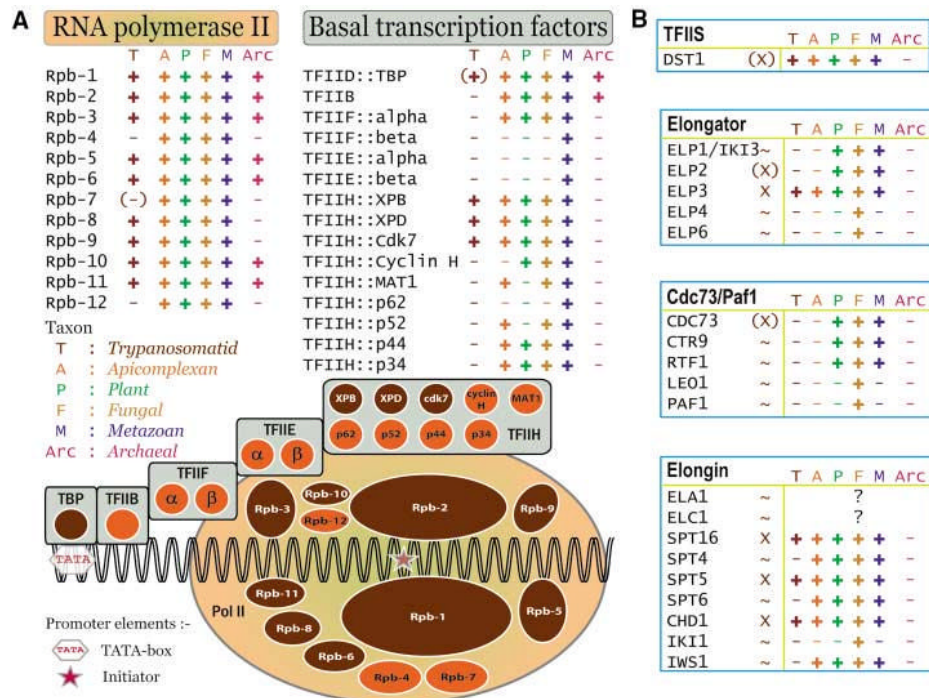 A
RNA polymerase II
T A P F M Arc
Rpb-1 + + + + + +
Rpb-2 + + + + + +
Rpb-3 + + + + + +
Rpb-4 - + + + + -
Rpb-5 + + + + + +
Rpb-6 + + + + + +
Rpb-7 (-) + + + + -
Rpb-8 + + + + + -
Rpb-9 + + + + + -
Rpb-10 + + + + + +
Rpb-11 + + + + + +
Rpb-12 - + + + + -
Basal transcription factors
T A P F M Arc
TFIID::TBP (+) + + + + +
TFIIB - + + + + +
TFIIF::alpha - + + + + -
TFIIF::beta - - - - + -
TFIIE::alpha - - - - + -
TFIIE::beta - - - - + -
TFIIH::XPB + + + + + -
TFIIH::XPD + + + + + -
TFIIH::Cdk7 + + + + + -
TFIIH::Cyclin H - - + + + -
TFIIH::MAT1 - + - + + -
TFIIH::p62 - - - - + -
TFIIH::p52 - + - + + -
TFIIH::p44 - + + + + -
TFIIH::p34 - + + + + -
Taxon
T : Trypanosomatid
A : Apicomplexan
P : Plant
F : Fungal
M : Metazoan
Arc : Archaeal
XPB XPD cdk7 cyclin H MAT1
p62 p52 p44 p34 TFIIH
TFIIE
α β
TFIIF
α β
TBP TFIIB
Rpb-3 Rpb-10 Rpb-12 Rpb-2 Rpb-9
TATA
Rpb-11 Rpb-1 Rpb-5
Pol II
Rpb-8
Rpb-6
Rpb-4 Rpb-7
Promoter elements :-
TATA TATA-box
Initiator
B
TFIIS T A P F M Arc
DST1 (X) + + + + + -
Elongator T A P F M Arc
ELP1/IKI3 ~ - - + + + -
ELP2 (X) - - + + + -
ELP3 X + + + + + -
ELP4 ~ - - - + - -
ELP6 ~ - - - + - -
Cdc73/Paf1 T A P F M Arc
CDC73 (X) - - + + + -
CTR9 ~ - - + + + -
RTF1 ~ - - + + + -
LEO1 ~ - - - + - -
PAF1 ~ - - - + - -
Elongin T A P F M Arc
ELA1 ~ ?
ELC1 ~ ?
SPT16 X + + + + + -
SPT4 ~ - + + + + -
SPT5 X + + + + + -
SPT6 ~ - + + + + -
CHD1 X + + + + + -
IKI1 ~ - - - + - -
IWS1 ~ - + + + + -